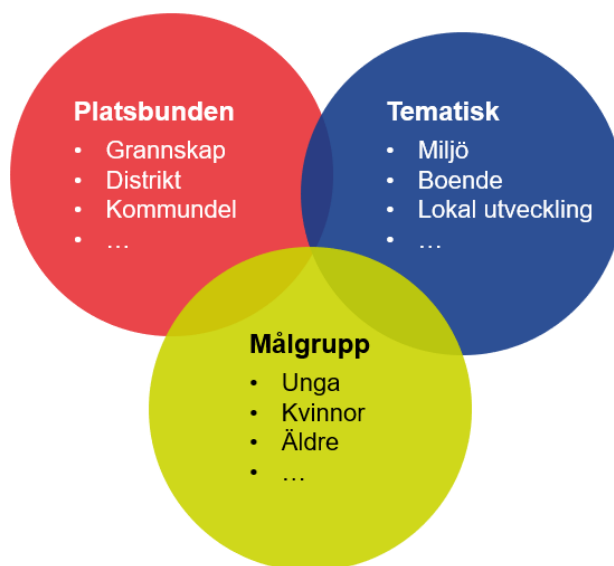 Platsbunden
• Grannskap
• Distrikt
• Kommundel
• …
Tematisk
• Miljö
• Boende
• Lokal utveckling
• …
Målgrupp
• Unga
• Kvinnor
• Äldre
• …